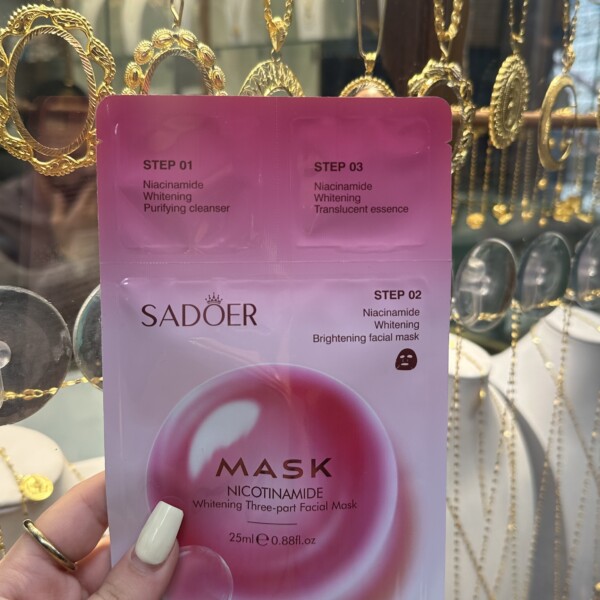 STEP 01
Niacinamide
Whitening
Purifying cleanser
STEP 03
Niacinamide
Whitening
Translucent essence
SADOER
STEP 02
Niacinamide
Whitening
Brightening facial mask
MASK
NICOTINAMIDE
Whitening Three-part Facial Mask
25ml ℮ 0.88fl.oz